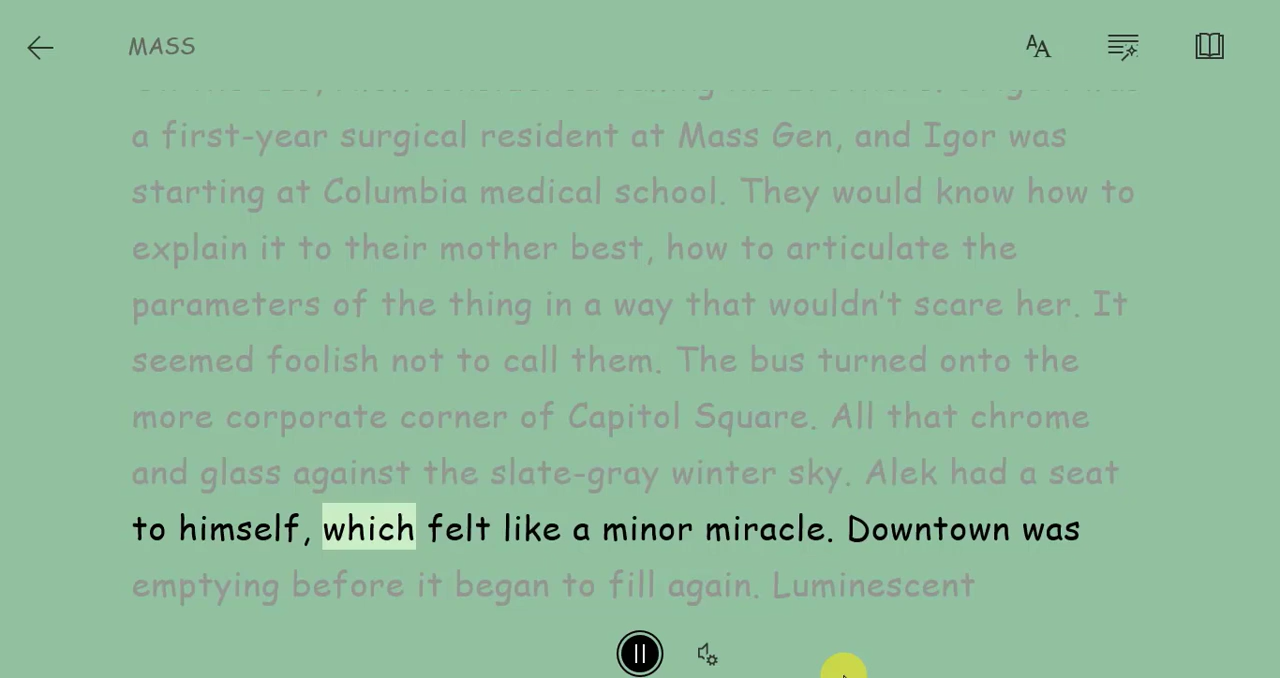 MASS
a first-year surgical resident at Mass Gen, and Igor was
starting at Columbia medical school. They would know how to
explain it to their mother best, how to articulate the
parameters of the thing in a way that wouldn't scare her. It
seemed foolish not to call them. The bus turned onto the
more corporate corner of Capitol Square. All that chrome
and glass against the slate-gray winter sky. Alek had a seat
to himself, which felt like a minor miracle. Downtown was
emptying before it began to fill again. Luminescent